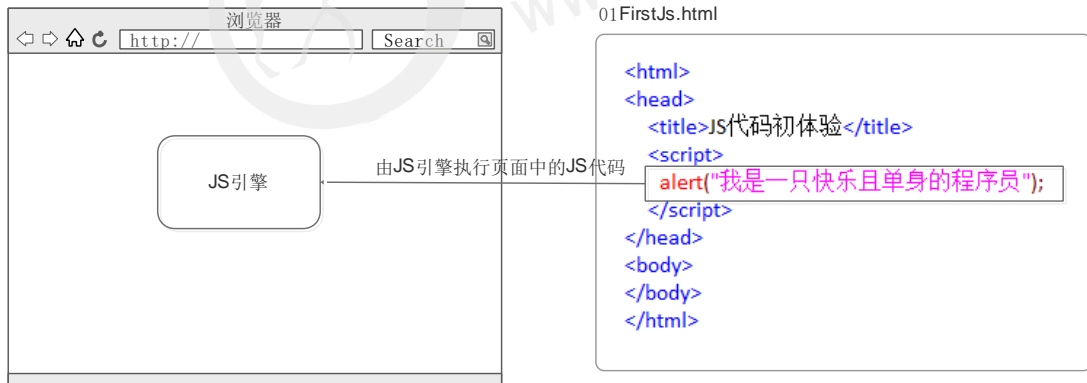 浏览器
http://
Search
JS引擎
由JS引擎执行页面中的JS代码
01FirstJs.html
<html>
<head>
<title>JS代码初体验</title>
<script>
alert("我是一只快乐且单身的程序员");
</script>
</head>
<body>
</body>
</html>